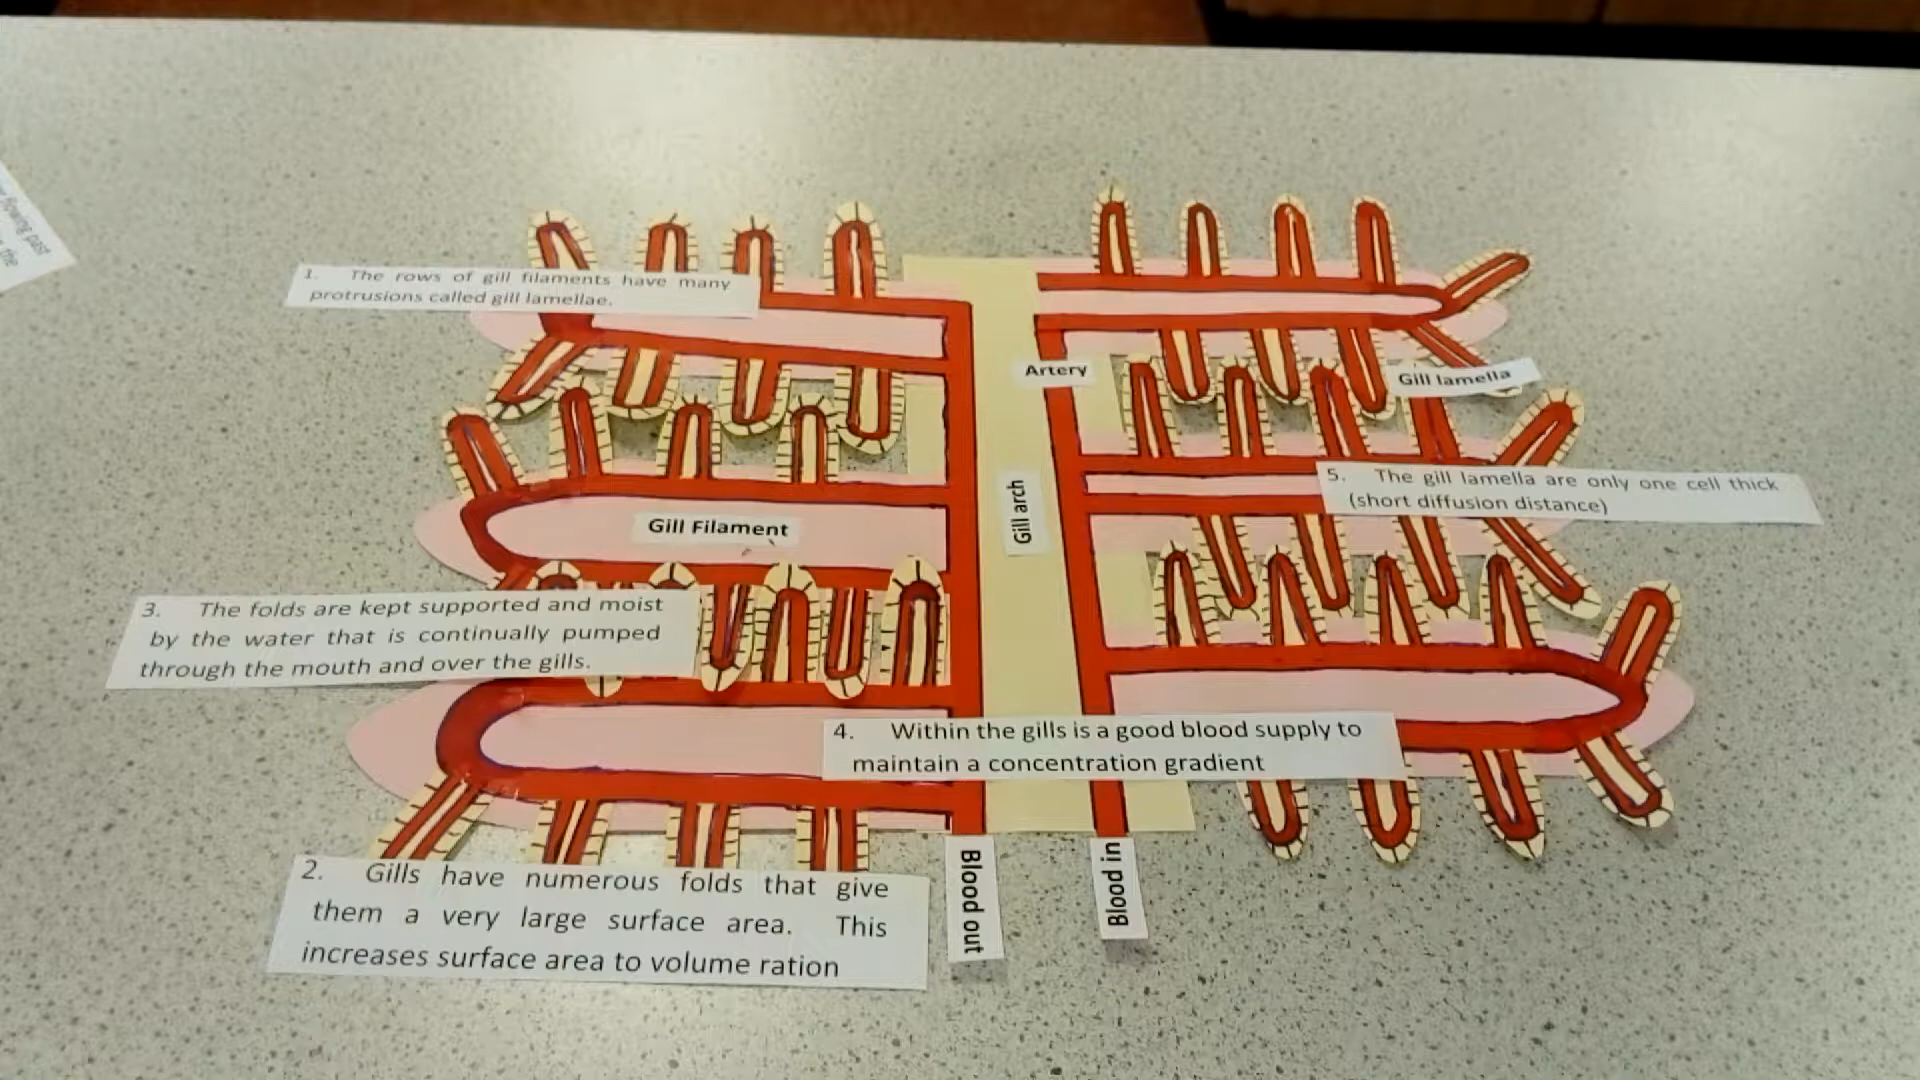 flowing past
the
1. The rows of gill filaments have many
protrusions called gill lamellae.
Artery
Gill lamella
Gill arch
5. The gill lamella are only one cell thick
(short diffusion distance)
Gill Filament
3. The folds are kept supported and moist
by the water that is continually pumped
through the mouth and over the gills.
4. Within the gills is a good blood supply to
maintain a concentration gradient
2. Gills have numerous folds that give
them a very large surface area. This
increases surface area to volume ration
Blood out
Blood in